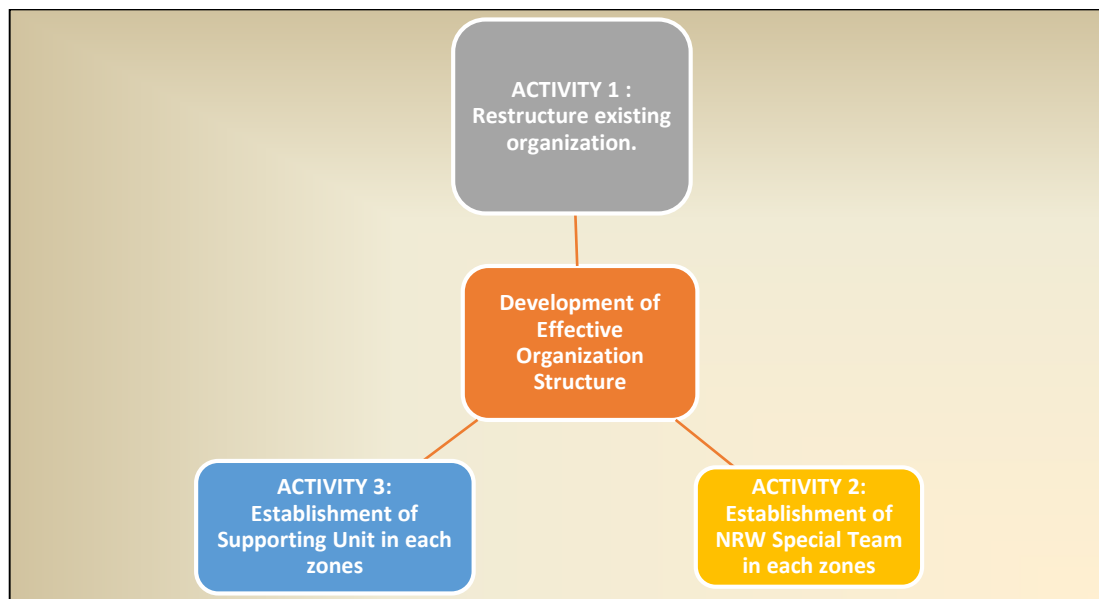 ACTIVITY 1 :
Restructure existing
organization.
Development of
Effective
Organization
Structure
ACTIVITY 3:
Establishment of
Supporting Unit in each
zones
ACTIVITY 2:
Establishment of
NRW Special Team
in each zones